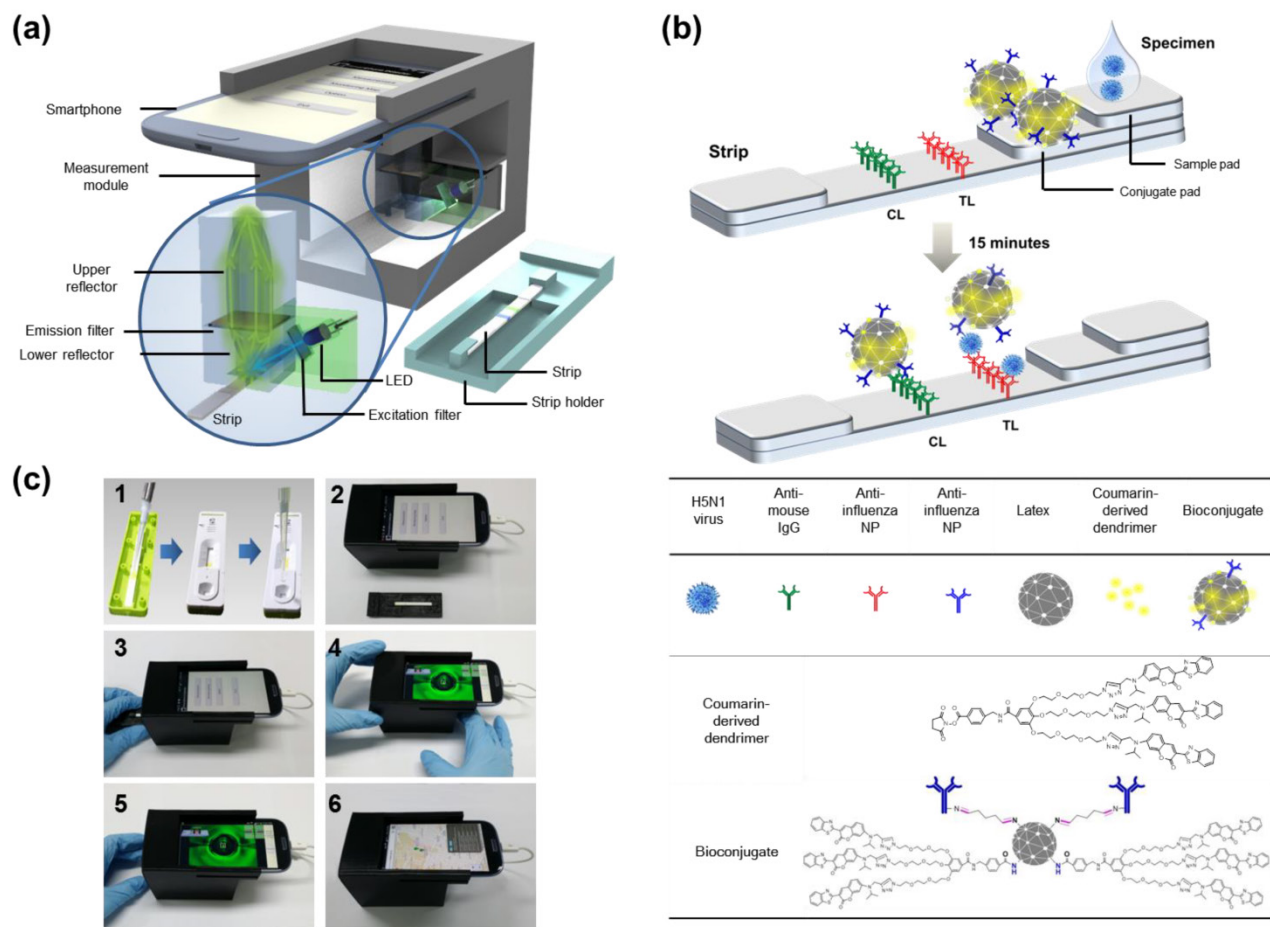 (a)
Smartphone
Measurement
module
Upper
reflector
Emission filter
Lower reflector
LED
Excitation filter
Strip
Strip
Strip holder
(b)
Specimen
Strip
Sample pad
Conjugate pad
CL
TL
15 minutes
CL
TL
H5N1
virus
Anti-
mouse
IgG
Anti-
influenza
NP
Anti-
influenza
NP
Latex
Coumarin-
derived
dendrimer
Bioconjugate
Coumarin-
derived
dendrimer
Bioconjugate
(c)
1
2
3
4
5
6